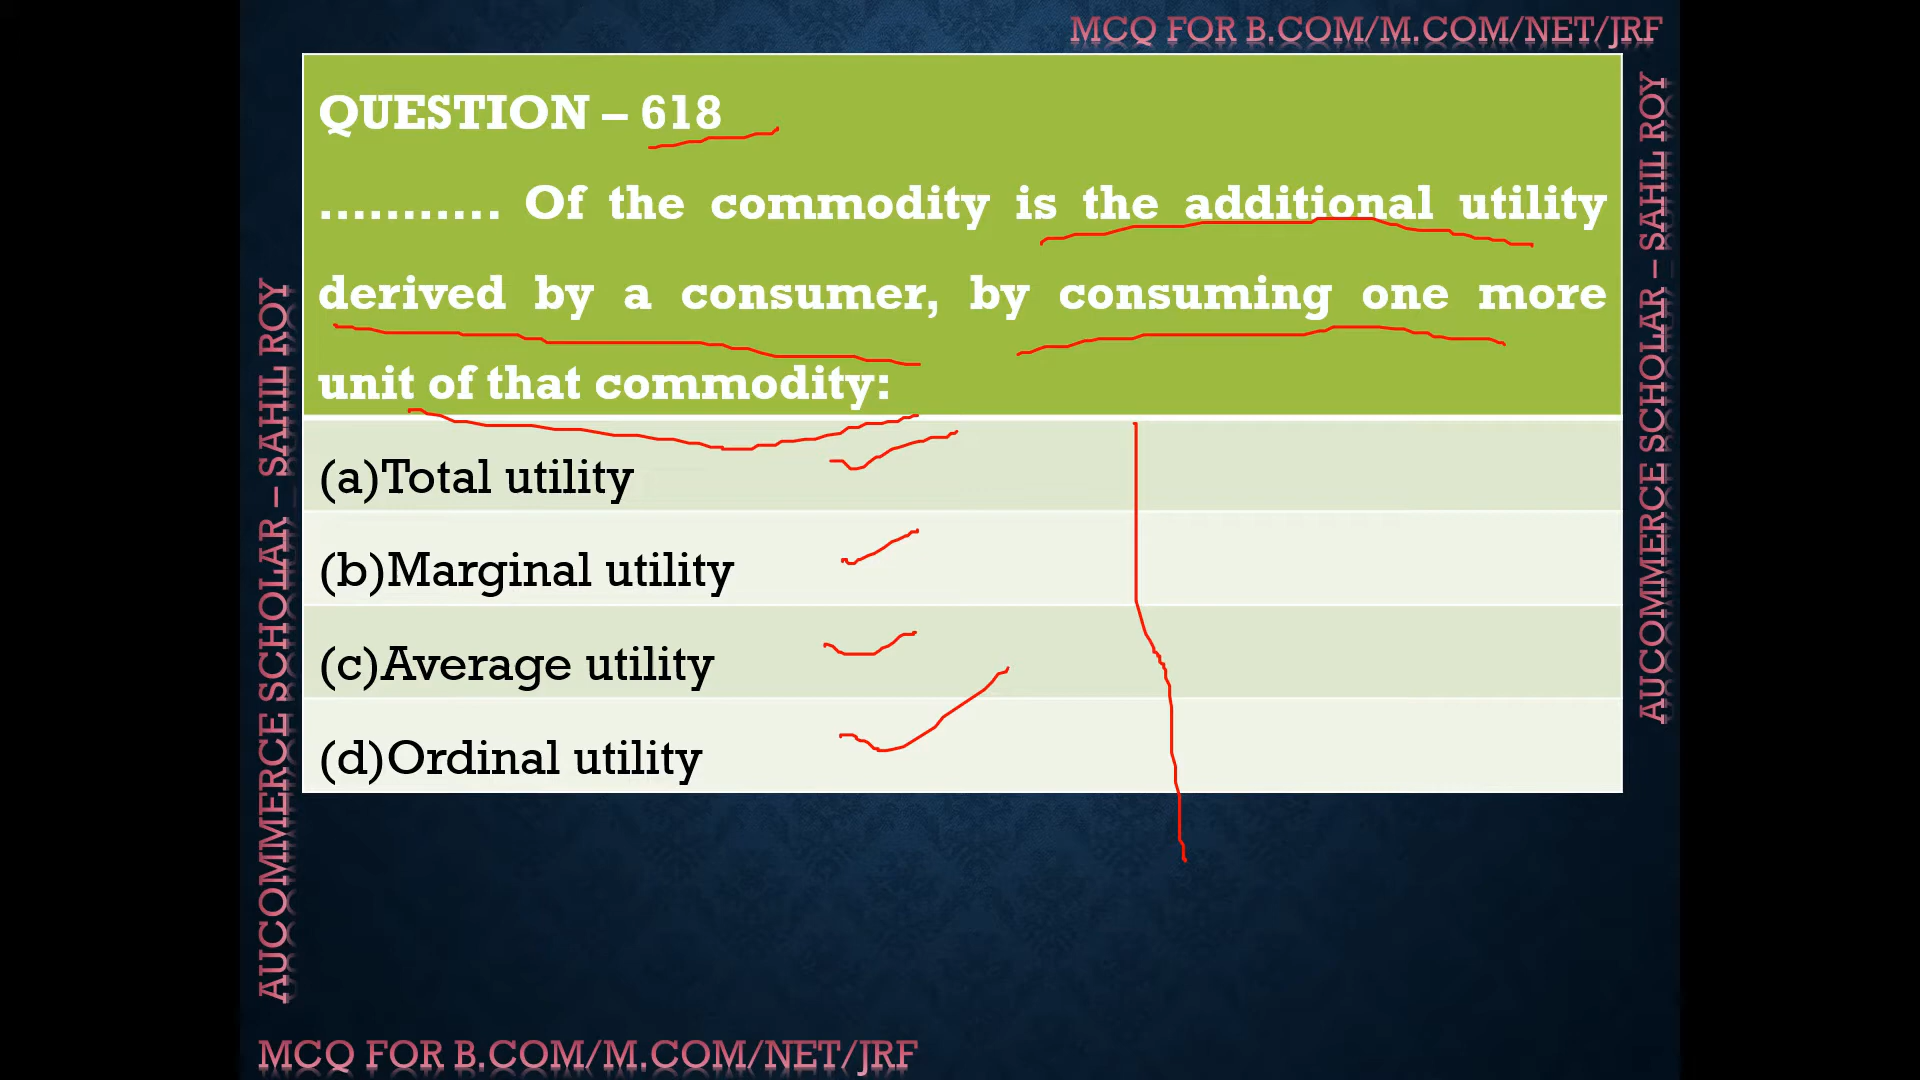 MCQ FOR B.COM/M.COM/NET/JRF
QUESTION – 618
........... Of the commodity is the additional utility
derived by a consumer, by consuming one more
unit of that commodity:
(a)Total utility
(b)Marginal utility
(c)Average utility
(d)Ordinal utility
AUCOMMERCE SCHOLAR – SAHIL ROY
AUCOMMERCE SCHOLAR – SAHIL ROY
MCQ FOR B.COM/M.COM/NET/JRF